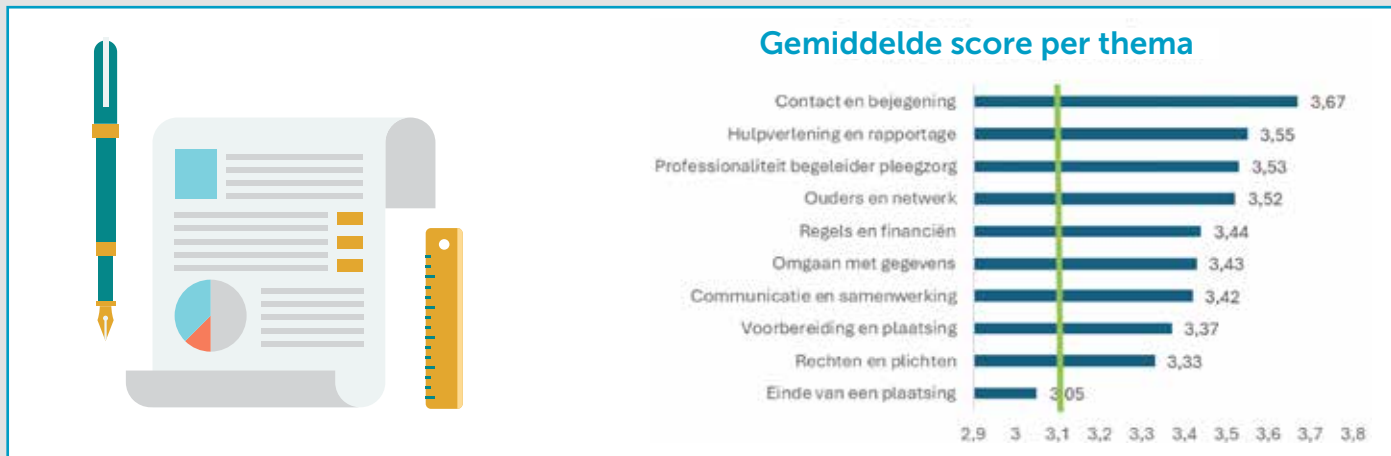 Gemiddelde score per thema
Contact en bejegening 3,67
Hulpverlening en rapportage 3,55
Professionaliteit begeleider pleegzorg 3,53
Ouders en netwerk 3,52
Regels en financiën 3,44
Omgaan met gegevens 3,43
Communicatie en samenwerking 3,42
Voorbereiding en plaatsing 3,37
Rechten en plichten 3,33
Einde van een plaatsing 3,05
2,9 3 3,1 3,2 3,3 3,4 3,5 3,6 3,7 3,8